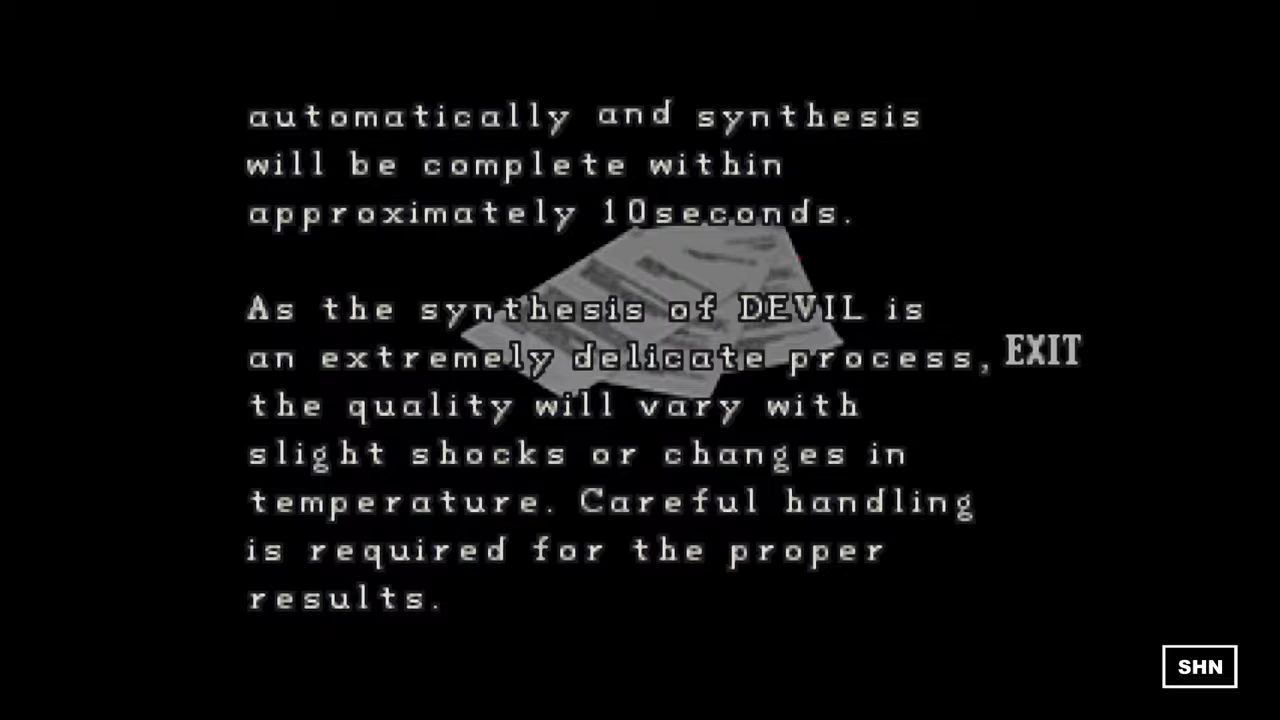 automatically and synthesis
will be complete within
approximately 10seconds.
As the synthesis of DEVIL is
an extremely delicate process,
EXIT
the quality will vary with
slight shocks or changes in
temperature. Careful handling
is required for the proper
results.
SHN